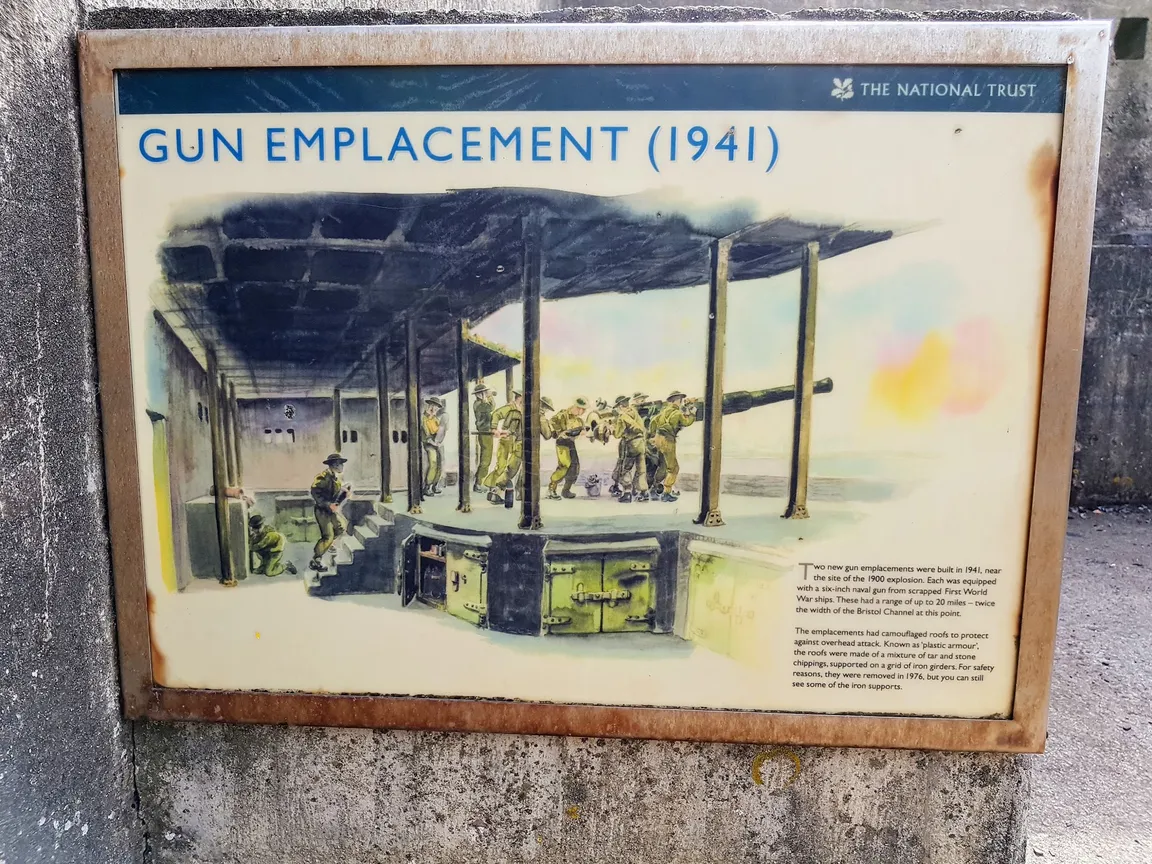 THE NATIONAL TRUST
GUN EMPLACEMENT (1941)
Two new gun emplacements were built in 1941, near
the site of the 1900 explosion. Each was equipped
with a six-inch naval gun from scrapped First World
War ships. These had a range of up to 20 miles – twice
the width of the Bristol Channel at this point.
The emplacements had camouflaged roofs to protect
against overhead attack. Known as 'plastic armour',
the roofs were made of a mixture of tar and stone
chippings, supported on a grid of iron girders. For safety
reasons, they were removed in 1976, but you can still
see some of the iron supports.